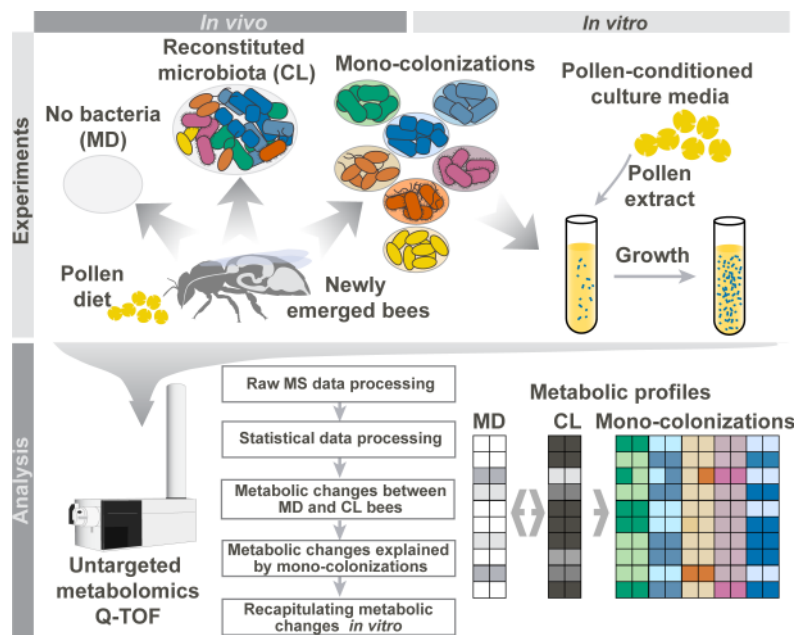 In vivo
In vitro
Experiments
No bacteria
(MD)
Reconstituted
microbiota (CL)
Mono-colonizations
Pollen-conditioned
culture media
Pollen
extract
Growth
Pollen
diet
Newly
emerged bees
Analysis
Untargeted
metabolomics
Q-TOF
Raw MS data processing
Statistical data processing
Metabolic changes between
MD and CL bees
Metabolic changes explained
by mono-colonizations
Recapitulating metabolic
changes in vitro
Metabolic profiles
MD
CL
Mono-colonizations